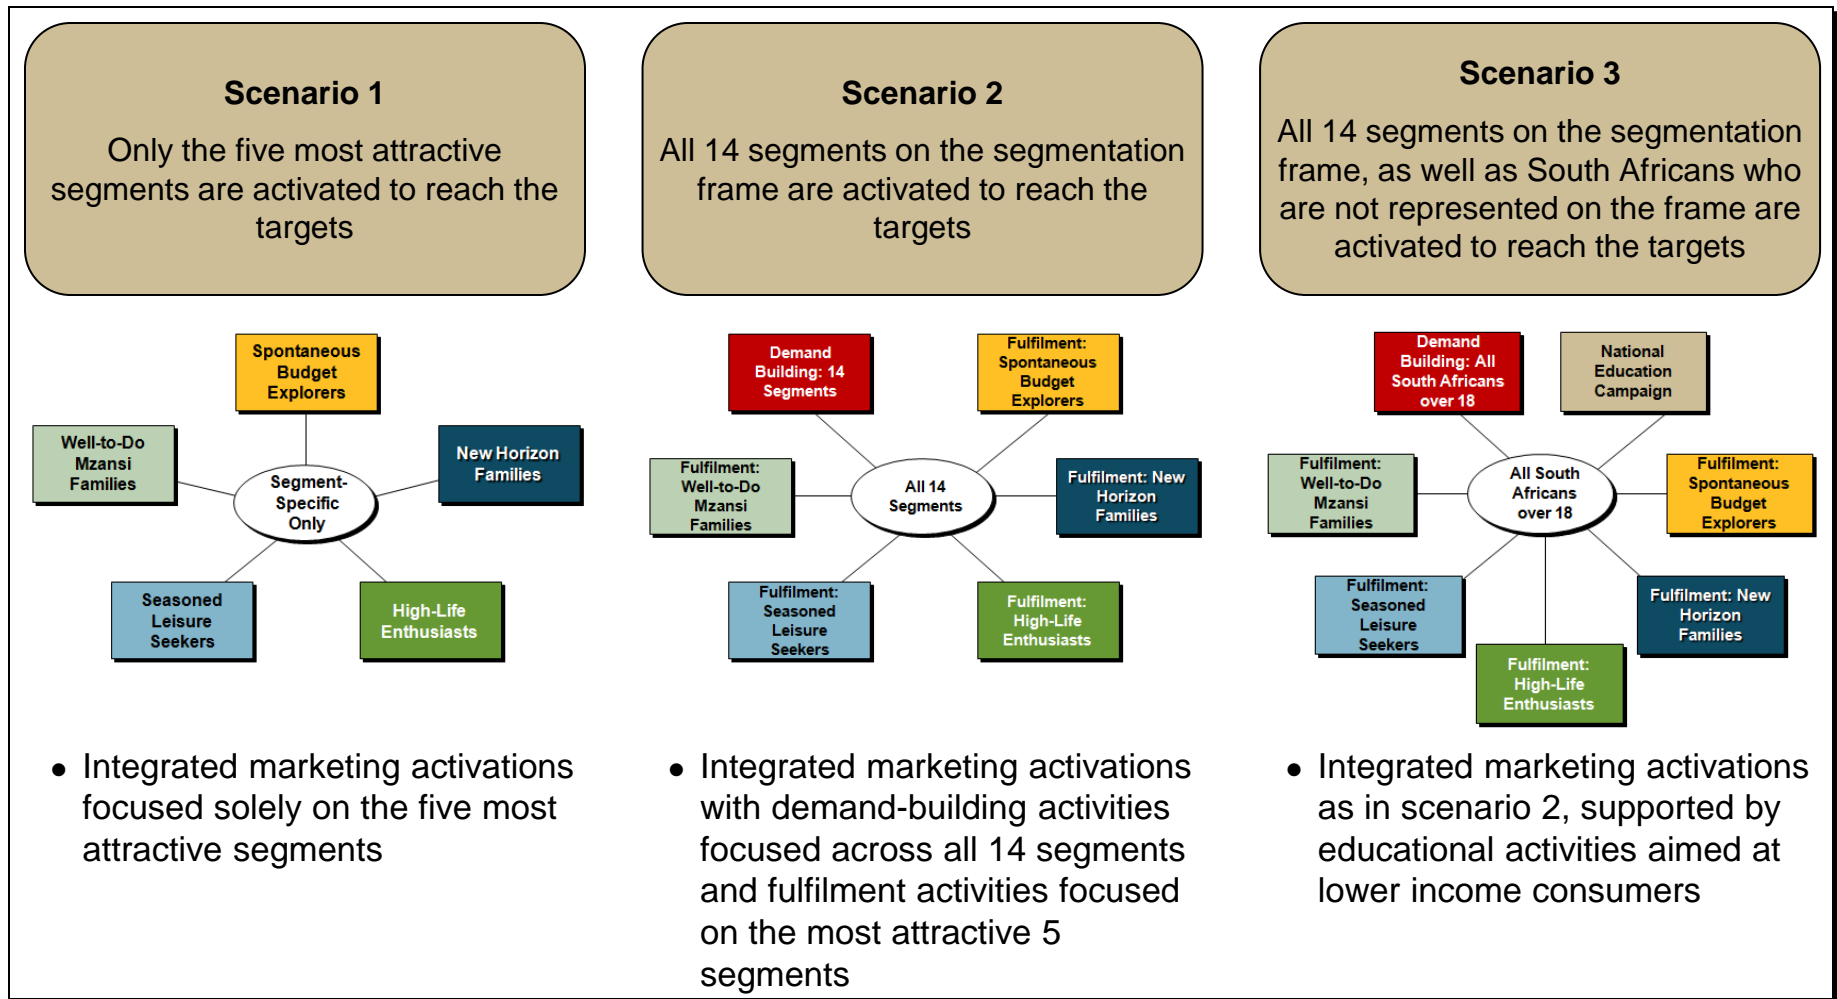 Scenario 1
Only the five most attractive
segments are activated to reach the
targets
Spontaneous
Budget
Explorers
Well-to-Do
Mzansi
Families
New Horizon
Families
Segment-
Specific
Only
Seasoned
Leisure
Seekers
High-Life
Enthusiasts
• Integrated marketing activations
focused solely on the five most
attractive segments
Scenario 2
All 14 segments on the segmentation
frame are activated to reach the
targets
Demand
Building: 14
Segments
Fulfilment:
Spontaneous
Budget
Explorers
Fulfilment:
Well-to-Do
Mzansi
Families
All 14
Segments
Fulfilment: New
Horizon
Families
Fulfilment:
Seasoned
Leisure
Seekers
Fulfilment:
High-Life
Enthusiasts
• Integrated marketing activations
with demand-building activities
focused across all 14 segments
and fulfilment activities focused
on the most attractive 5
segments
Scenario 3
All 14 segments on the segmentation
frame, as well as South Africans who
are not represented on the frame are
activated to reach the targets
Demand
Building: All
South Africans
over 18
National
Education
Campaign
Fulfilment:
Well-to-Do
Mzansi
Families
All South
Africans
over 18
Fulfilment:
Spontaneous
Budget
Explorers
Fulfilment:
Seasoned
Leisure
Seekers
Fulfilment: New
Horizon
Families
Fulfilment:
High-Life
Enthusiasts
• Integrated marketing activations
as in scenario 2, supported by
educational activities aimed at
lower income consumers